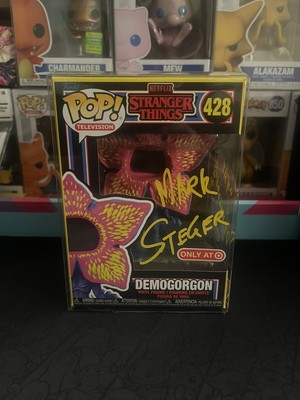 CHARMANDER
MEW
ALAKAZAM
POP!
TELEVISION
NETFLIX
STRANGER
THINGS
428
MARK
STEGER
ONLY AT
DEMOGORGON